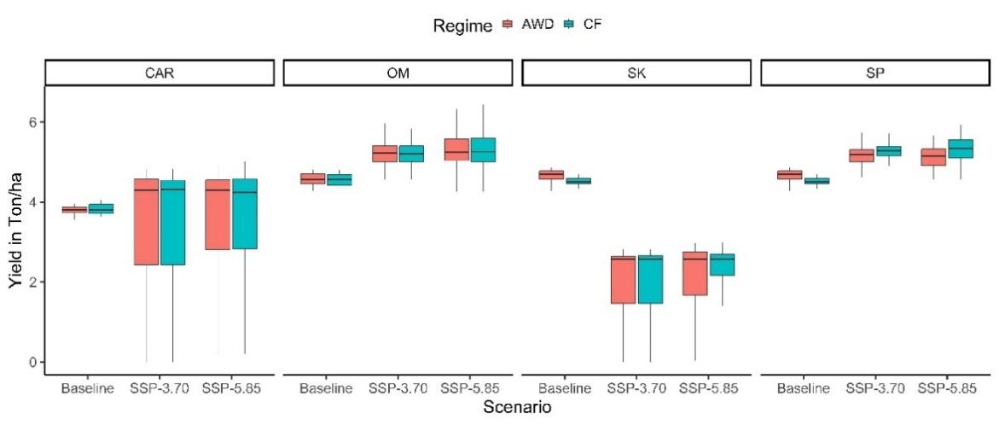 Regime AWD CF
CAR OM SK SP
Yield in Ton/ha
6
4
2
0
Baseline SSP-3.70 SSP-5.85 Baseline SSP-3.70 SSP-5.85 Baseline SSP-3.70 SSP-5.85 Baseline SSP-3.70 SSP-5.85
Scenario